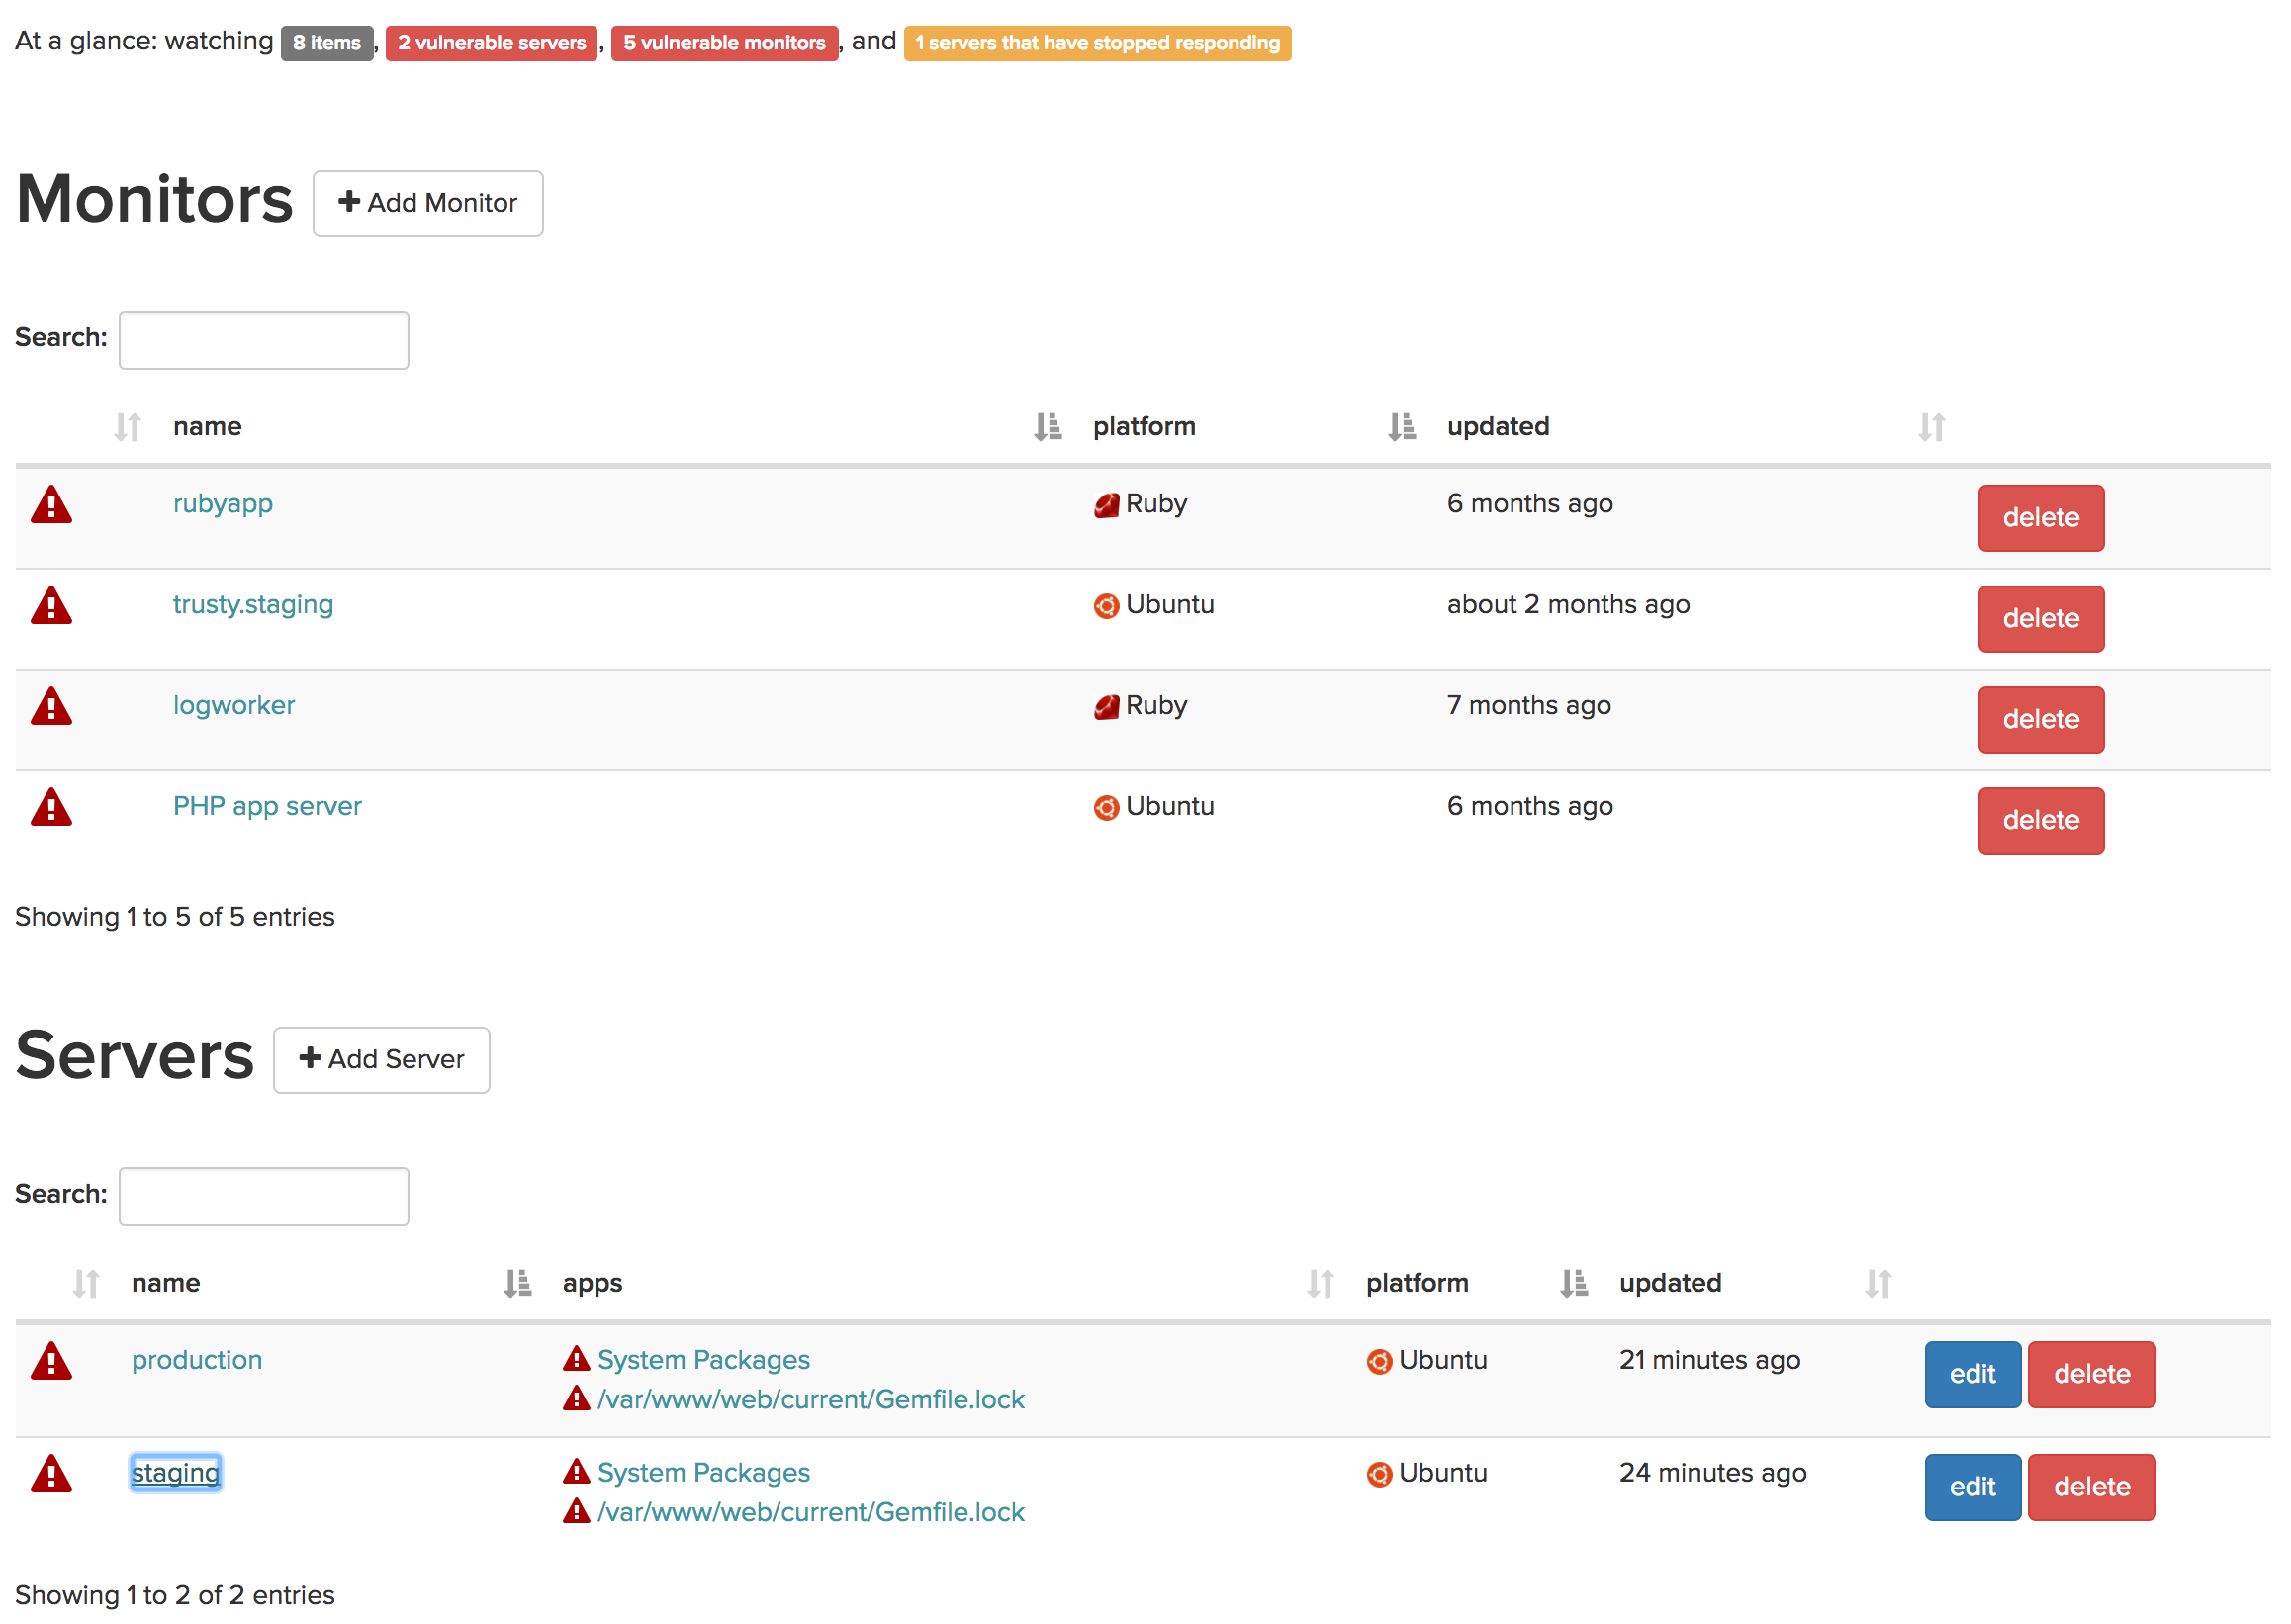 At a glance: watching 8 items, 2 vulnerable servers, 5 vulnerable monitors, and 1 servers that have stopped responding
Monitors + Add Monitor
Search:
name platform updated
rubyapp Ruby 6 months ago delete
trusty.staging Ubuntu about 2 months ago delete
logworker Ruby 7 months ago delete
PHP app server Ubuntu 6 months ago delete
Showing 1 to 5 of 5 entries
Servers + Add Server
Search:
name apps platform updated
production System Packages Ubuntu 21 minutes ago edit delete
/var/www/web/current/Gemfile.lock
staging System Packages Ubuntu 24 minutes ago edit delete
/var/www/web/current/Gemfile.lock
Showing 1 to 2 of 2 entries